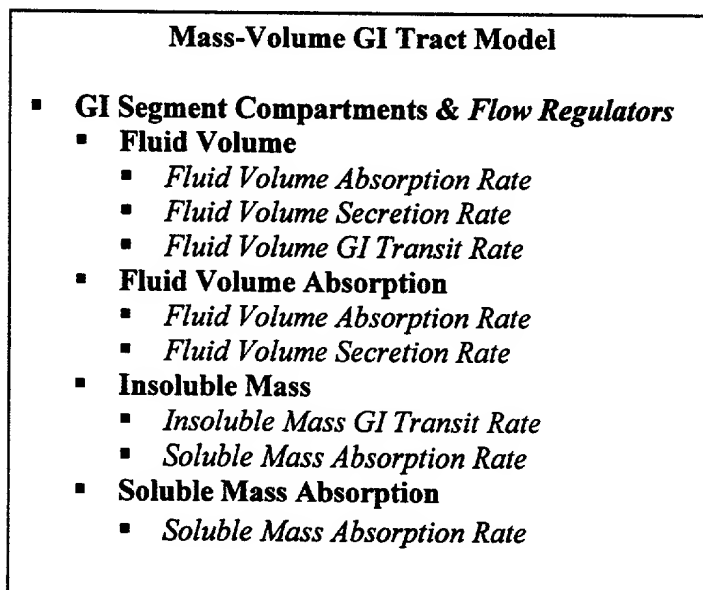 Mass-Volume GI Tract Model
▪ GI Segment Compartments & Flow Regulators
▪ Fluid Volume
▪ Fluid Volume Absorption Rate
▪ Fluid Volume Secretion Rate
▪ Fluid Volume GI Transit Rate
▪ Fluid Volume Absorption
▪ Fluid Volume Absorption Rate
▪ Fluid Volume Secretion Rate
▪ Insoluble Mass
▪ Insoluble Mass GI Transit Rate
▪ Soluble Mass Absorption Rate
▪ Soluble Mass Absorption
▪ Soluble Mass Absorption Rate